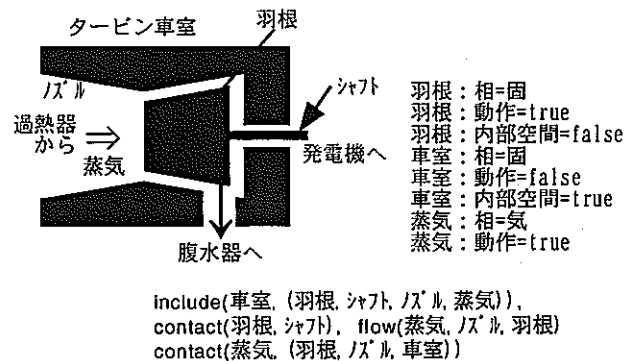 タービン車室
羽根
ノズル
シャフト
過熱器
から
蒸気
発電機へ
腹水器へ
羽根:相=固
羽根:動作=true
羽根:内部空間=false
車室:相=固
車室:動作=false
車室:内部空間=true
蒸気:相=気
蒸気:動作=true
include(車室, (羽根, シャフト, ノズル, 蒸気)),
contact(羽根, シャフト), flow(蒸気, ノズル, 羽根)
contact(蒸気, (羽根, ノズル, 車室))